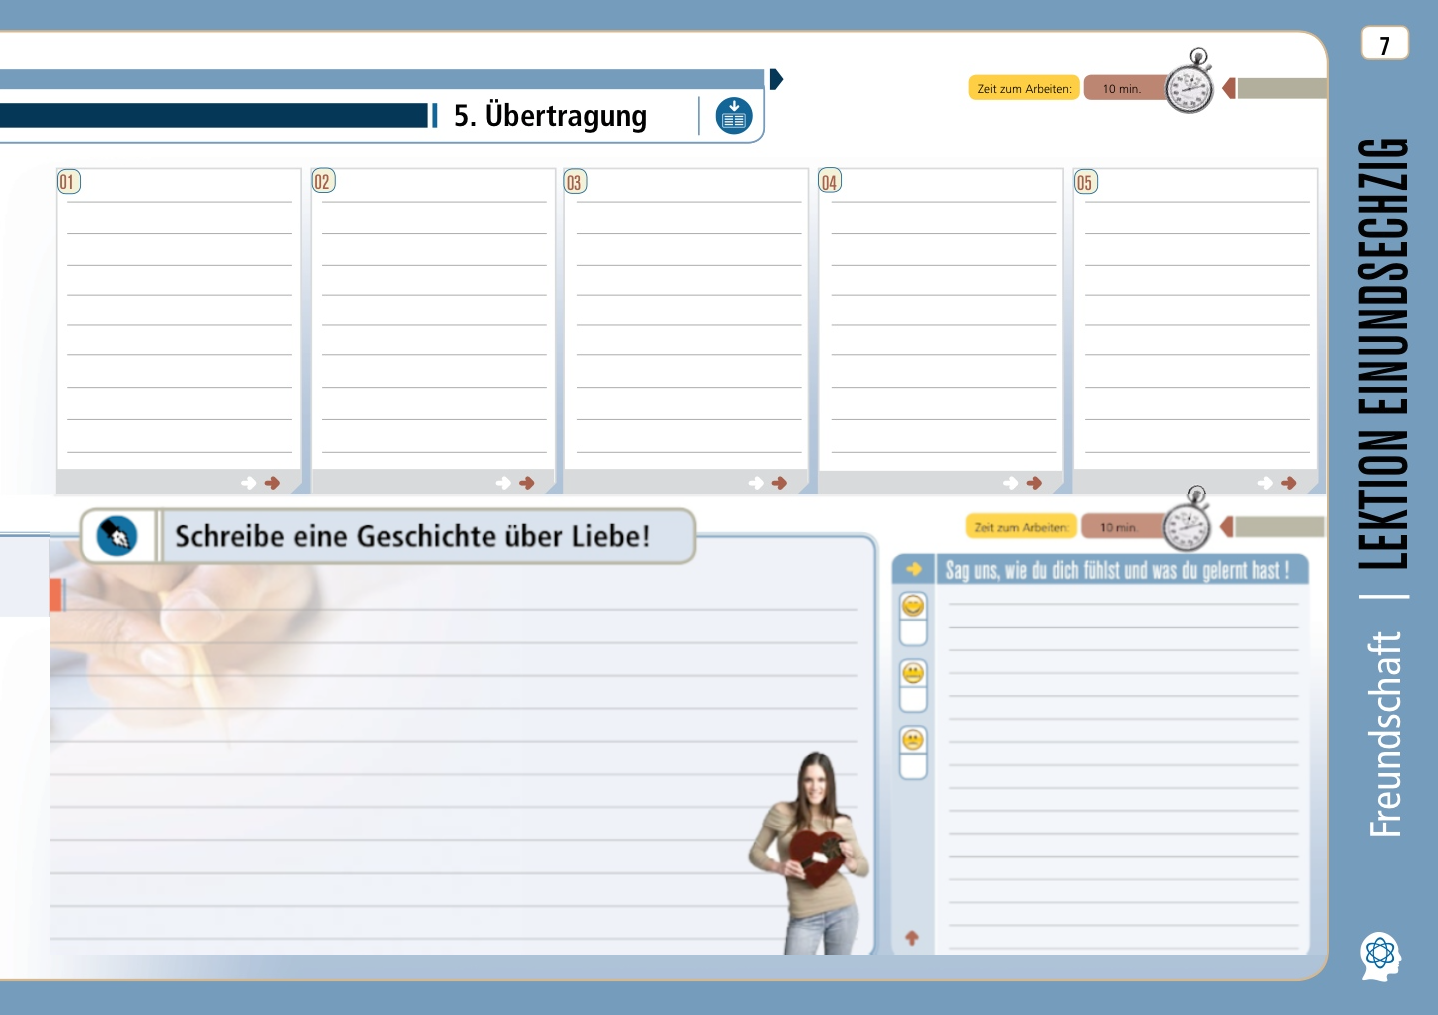 7
Zeit zum Arbeiten: 10 min.
5. Übertragung
01 02 03 04 05
Schreibe eine Geschichte über Liebe!
Zeit zum Arbeiten: 10 min.
Sag uns, wie du dich fühlst und was du gelernt hast !
Freundschaft | LEKTION EINUNDSECHZIG